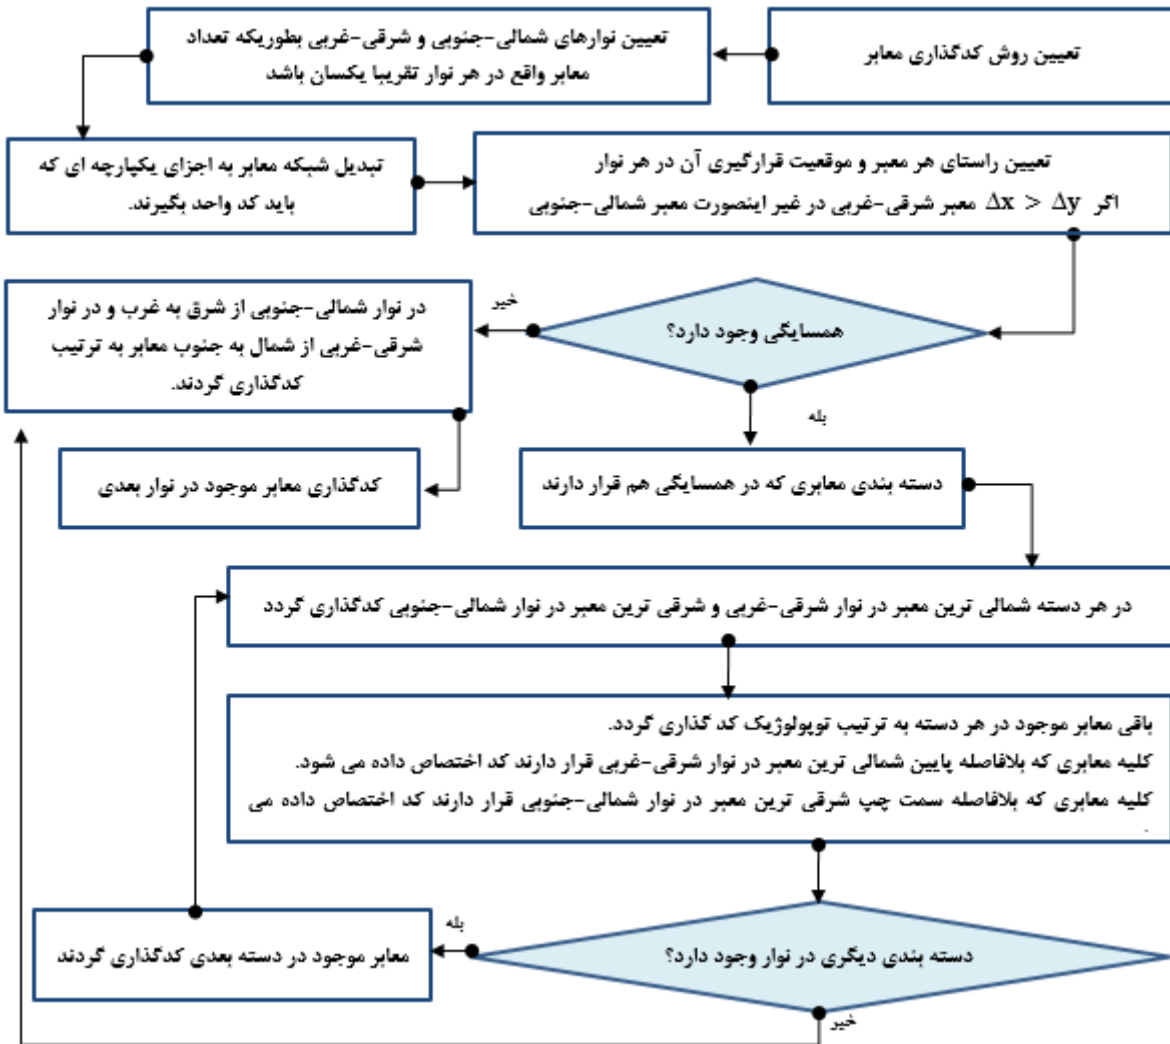 تعیین روش کدگذاری معابر
تعیین نوارهای شمالی-جنوبی و شرقی-غربی بطوریکه تعداد
معابر واقع در هر نوار تقریبا یکسان باشد
تبدیل شبکه معابر به اجزای یکپارچه ای که
باید کد واحد بگیرند.
تعیین راستای هر معبر و موقعیت قرارگیری آن در هر نوار
اگر Δx > Δy معبر شرقی-غربی در غیر اینصورت معبر شمالی-جنوبی
همسایگی وجود دارد؟
خیر
در نوار شمالی-جنوبی از شرق به غرب و در نوار
شرقی-غربی از شمال به جنوب معابر به ترتیب
کدگذاری گردند.
بله
کدگذاری معابر موجود در نوار بعدی
دسته بندی معابری که در همسایگی هم قرار دارند
در هر دسته شمالی ترین معبر در نوار شرقی-غربی و شرقی ترین معبر در نوار شمالی-جنوبی کدگذاری گردد
باقی معابر موجود در هر دسته به ترتیب توپولوژیک کد گذاری گردد.
کلیه معابری که بلافاصله پایین شمالی ترین معبر در نوار شرقی-غربی قرار دارند کد اختصاص داده می شود.
کلیه معابری که بلافاصله سمت چپ شرقی ترین معبر در نوار شمالی-جنوبی قرار دارند کد اختصاص داده می
دسته بندی دیگری در نوار وجود دارد؟
بله
معابر موجود در دسته بعدی کدگذاری گردند
خیر